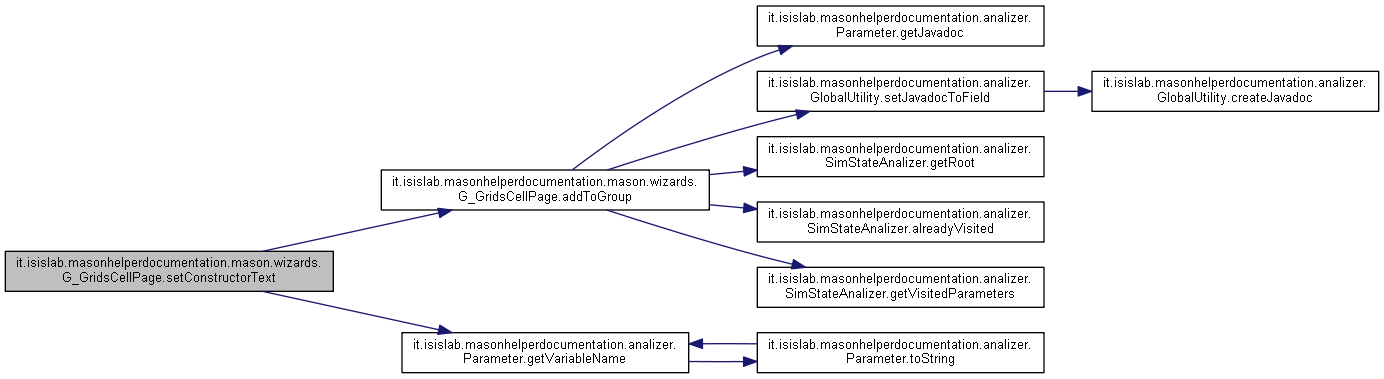 it.isislab.masonhelperdocumentation.analizer.
Parameter.getJavadoc
it.isislab.masonhelperdocumentation.analizer.
GlobalUtility.setJavadocToField
it.isislab.masonhelperdocumentation.analizer.
GlobalUtility.createJavadoc
it.isislab.masonhelperdocumentation.analizer.
SimStateAnalizer.getRoot
it.isislab.masonhelperdocumentation.mason.wizards.
G_GridsCellPage.addToGroup
it.isislab.masonhelperdocumentation.analizer.
SimStateAnalizer.alreadyVisited
it.isislab.masonhelperdocumentation.mason.wizards.
G_GridsCellPage.setConstructorText
it.isislab.masonhelperdocumentation.analizer.
SimStateAnalizer.getVisitedParameters
it.isislab.masonhelperdocumentation.analizer.
Parameter.getVariableName
it.isislab.masonhelperdocumentation.analizer.
Parameter.toString